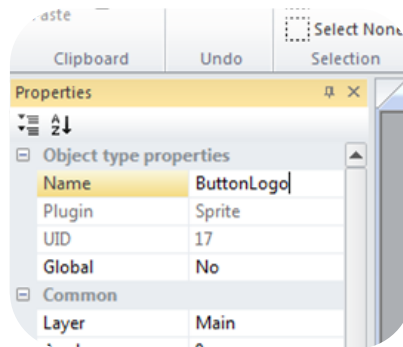 Select
Clipboard Undo Selection
Properties
Object type properties
Name ButtonLogo
Plugin Sprite
UID 17
Global No
Common
Layer Main